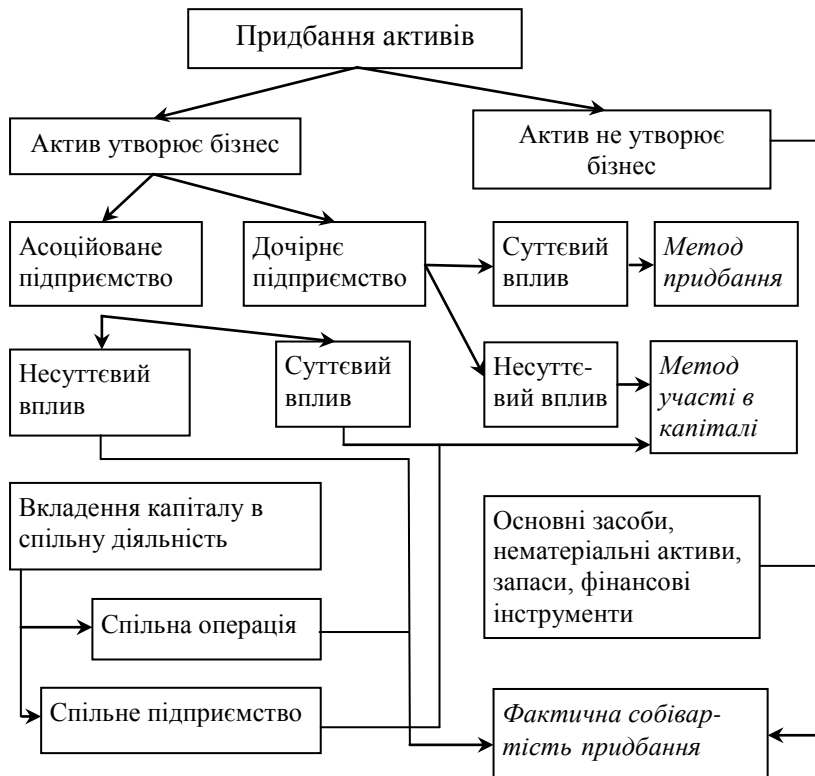 Придбання активів
Актив утворює бізнес
Актив не утворює
бізнес
Асоційоване
підприємство
Дочірнє
підприємство
Суттєвий
вплив
Метод
придбання
Несуттєвий
вплив
Суттєвий
вплив
Несуттє-
вий вплив
Метод
участі в
капіталі
Вкладення капіталу в
спільну діяльність
Основні засоби,
нематеріальні активи,
запаси, фінансові
інструменти
Спільна операція
Спільне підприємство
Фактична собівар-
тість придбання